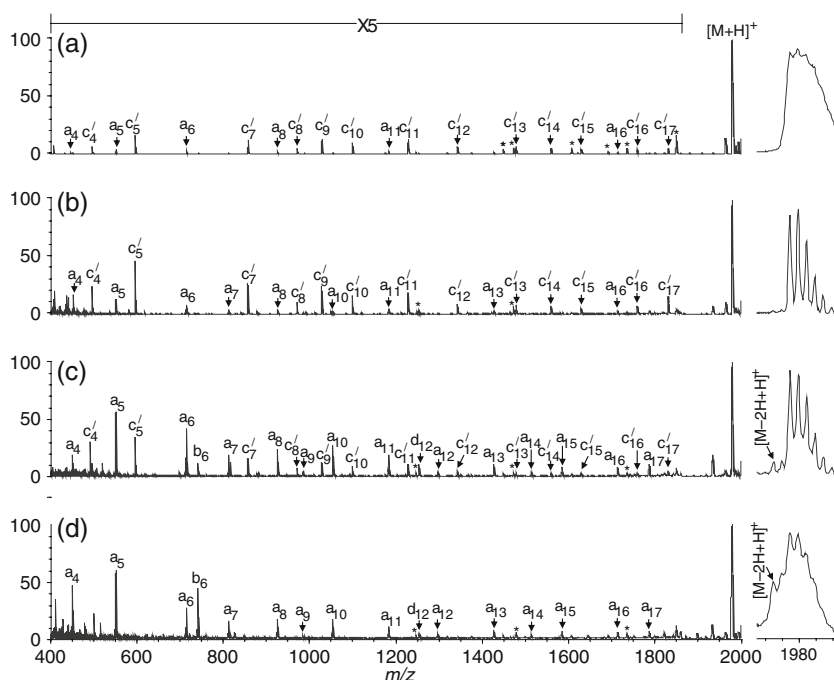 X5
(a)
[M+H]+
100
50
0
a4 c′4 a5 c′5 a6 c′7 a8 c′8 c′9 c′10 a11 c′11 c′12 * * c′13 c′14 * c′15 * a16 * c′16 c′17 *
(b)
100
50
0
a4 c′4 a5 c′5 a6 a7 c′7 a8 c′8 c′9 a10 c′10 a11 c′11 * c′12 a13 * c′13 c′14 c′15 a16 c′16 c′17
(c)
100
50
0
a4 c′4 a5 c′5 a6 b6 a7 c′7 a8 c′8 a9 c′9 a10 c′10 a11 c′11 * d12 a12 c′12 a13 * c′13 a14 c′14 a15 c′15 a16 * c′16 a17 c′17
[M−2H+H]+
(d)
100
50
0
a4 a5 a6 b6 a7 a8 a9 a10 a11 * d12 a12 a13 * a14 a15 a16 * a17
[M−2H+H]+
400 600 800 1000 1200 1400 1600 1800 2000
1980
m/z